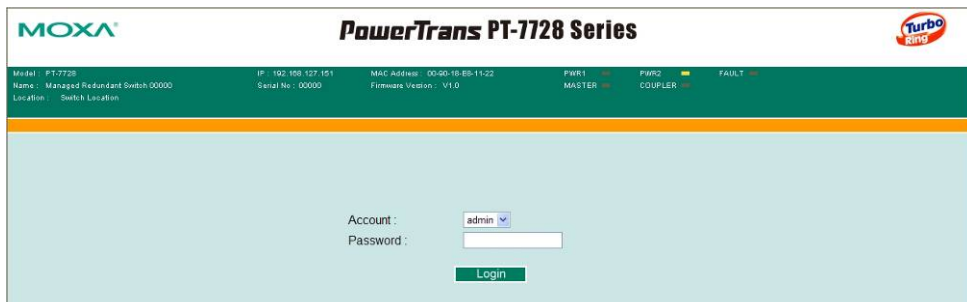 MOXA®
PowerTrans PT-7728 Series
Turbo Ring
Model : PT-7728
IP : 192.168.127.151
MAC Address : 00-90-18-E8-11-22
PWR1
PWR2
FAULT
Name : Managed Redundant Switch 00000
Serial No : 00000
Firmware Version : V1.0
MASTER
COUPLER
Location : Switch Location
Account :
admin
Password :
Login